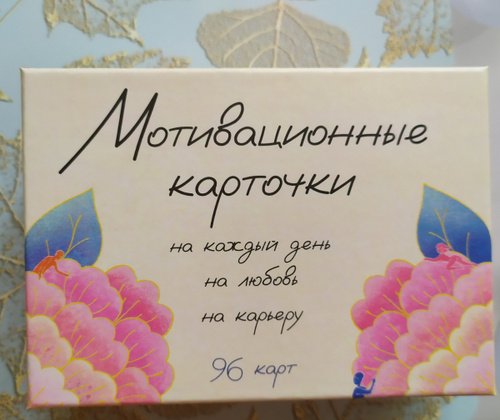 Мотивационные
карточки
на каждый день
на любовь
на карьеру
96 карт